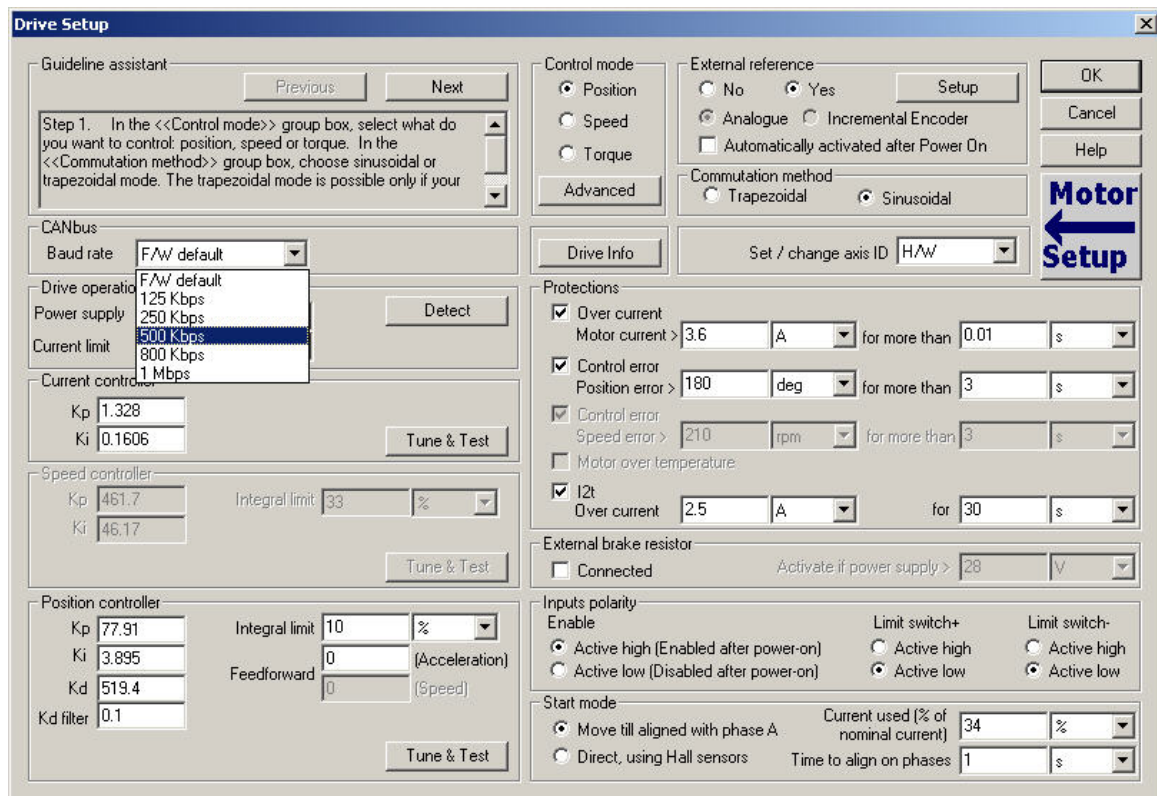 Drive Setup
Guideline assistant
Previous
Next
Step 1. In the <<Control mode>> group box, select what do
you want to control: position, speed or torque. In the
<<Commutation method>> group box, choose sinusoidal or
trapezoidal mode. The trapezoidal mode is possible only if your
Control mode
Position
Speed
Torque
Advanced
External reference
No
Yes
Setup
Analogue
Incremental Encoder
Automatically activated after Power On
Commutation method
Trapezoidal
Sinusoidal
OK
Cancel
Help
Motor
Setup
CANbus
Baud rate
F/W default
F/W default
125 Kbps
250 Kbps
500 Kbps
800 Kbps
1 Mbps
Drive Info
Set / change axis ID
H/W
Drive operatio
Power supply
Detect
Current limit
Current controller
Kp 1.328
Ki 0.1606
Tune & Test
Speed controller
Kp 461.7
Integral limit 33 %
Ki 46.17
Tune & Test
Position controller
Kp 77.91
Integral limit 10 %
Ki 3.895
Feedforward
0 (Acceleration)
Kd 519.4
0 (Speed)
Kd filter 0.1
Tune & Test
Protections
Over current
Motor current > 3.6 A for more than 0.01 s
Control error
Position error > 180 deg for more than 3 s
Control error
Speed error > 210 rpm for more than 3 s
Motor over temperature
I2t
Over current 2.5 A for 30 s
External brake resistor
Connected
Activate if power supply > 28 V
Inputs polarity
Enable
Active high (Enabled after power-on)
Active low (Disabled after power-on)
Limit switch+
Active high
Active low
Limit switch-
Active high
Active low
Start mode
Move till aligned with phase A
Direct, using Hall sensors
Current used (% of
nominal current) 34 %
Time to align on phases 1 s